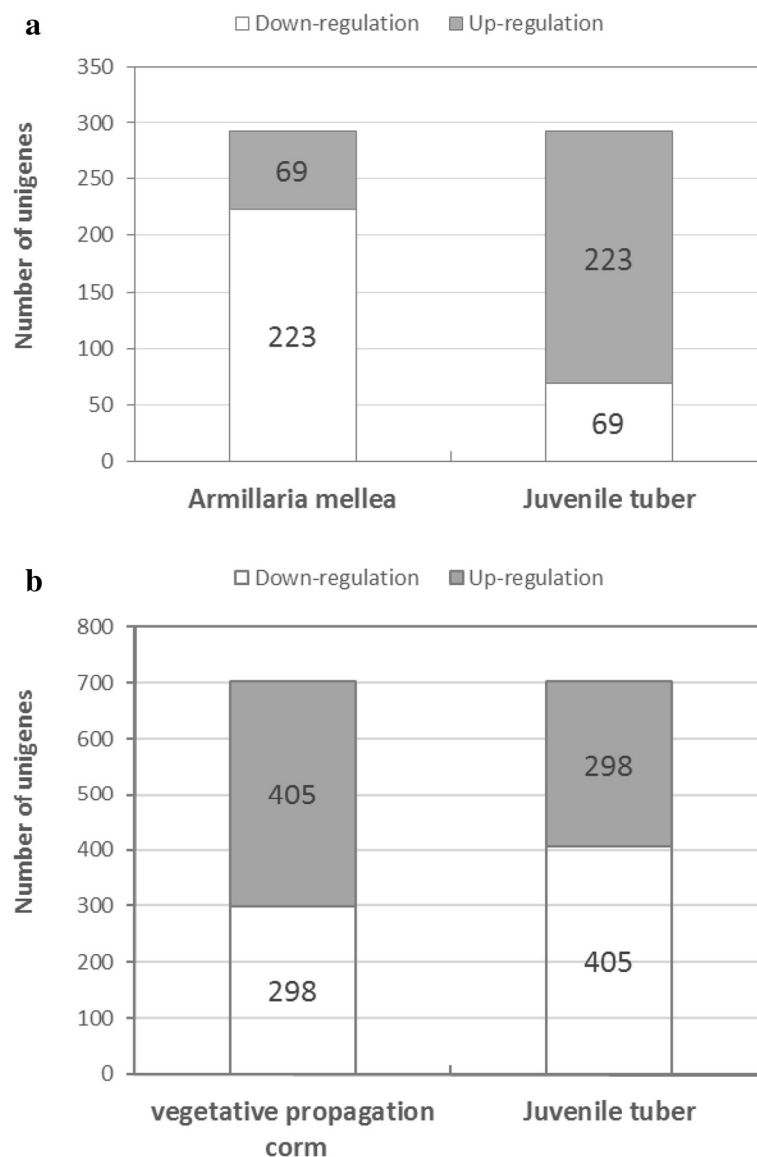 a
Down-regulation Up-regulation
Number of unigenes
350
300
250
200
150
100
50
0
69
223
223
69
Armillaria mellea
Juvenile tuber
b
Down-regulation Up-regulation
Number of unigenes
800
700
600
500
400
300
200
100
0
405
298
298
405
vegetative propagation
corm
Juvenile tuber